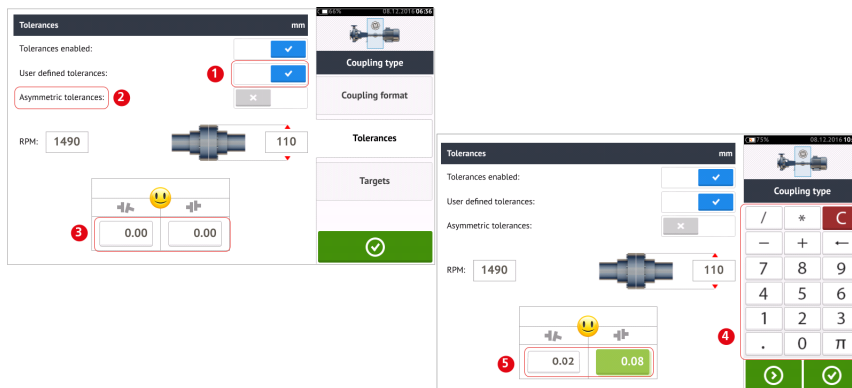 66% 08.12.2016 06:56
Tolerances mm
Tolerances enabled:
User defined tolerances:
1
Asymmetric tolerances:
2
RPM: 1490
110
3
0.00 0.00
Coupling type
Coupling format
Tolerances
Targets
75% 08.12.2016 10:
Tolerances mm
Tolerances enabled:
User defined tolerances:
Asymmetric tolerances:
RPM: 1490
110
5
0.02 0.08
Coupling type
4
/ * C
− + ←
7 8 9
4 5 6
1 2 3
. 0 π